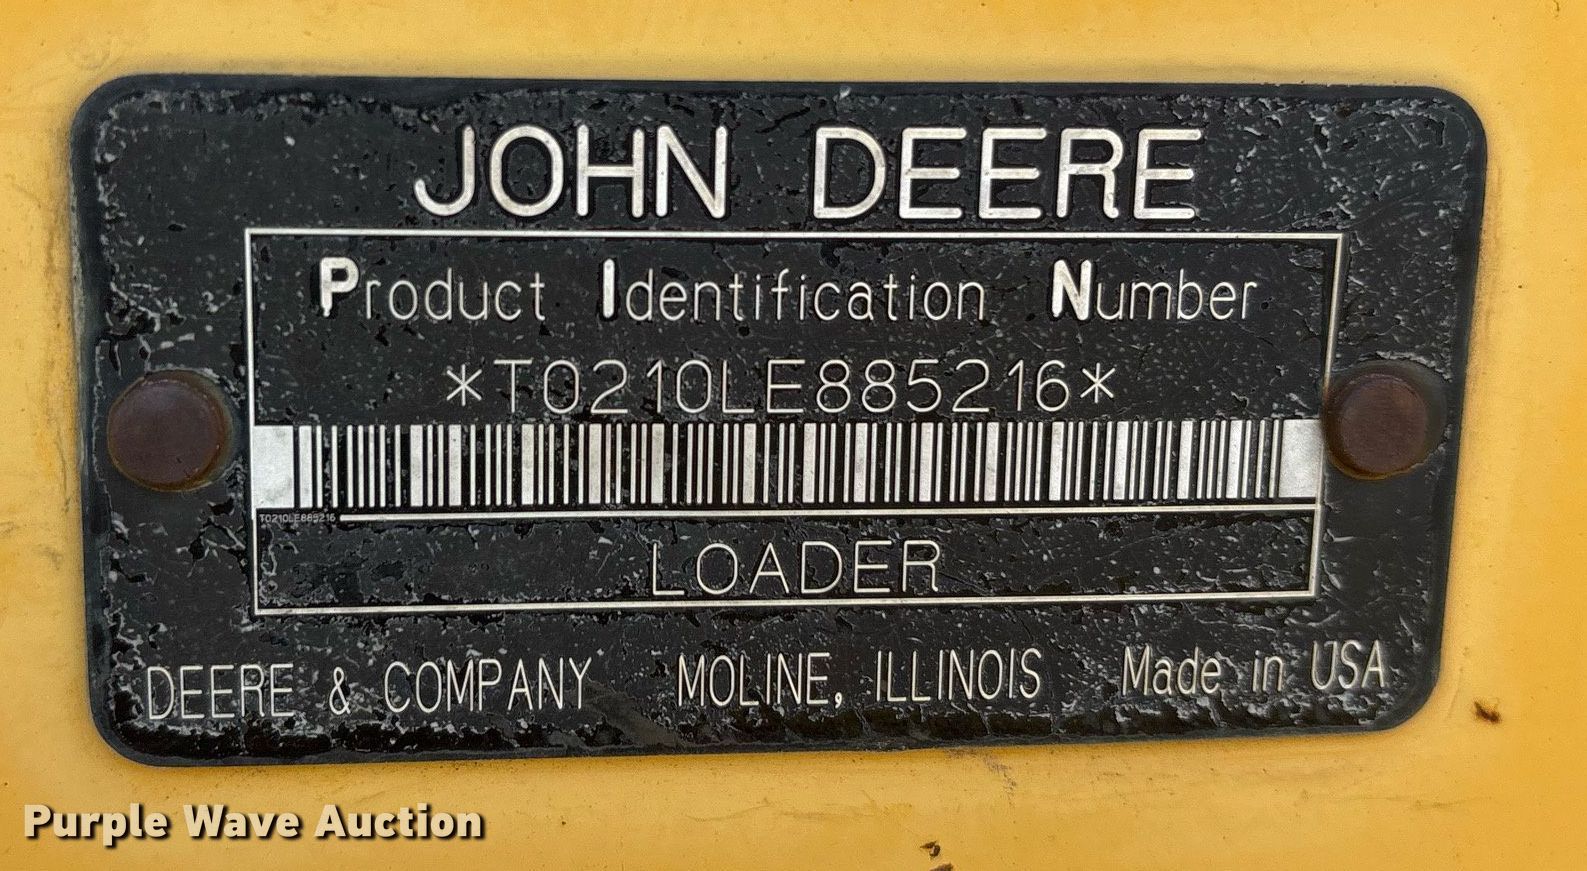 JOHN DEERE
Product Identification Number
*T0210LE885216*
T0210LE885216
LOADER
DEERE & COMPANY MOLINE, ILLINOIS Made in USA
Purple Wave Auction